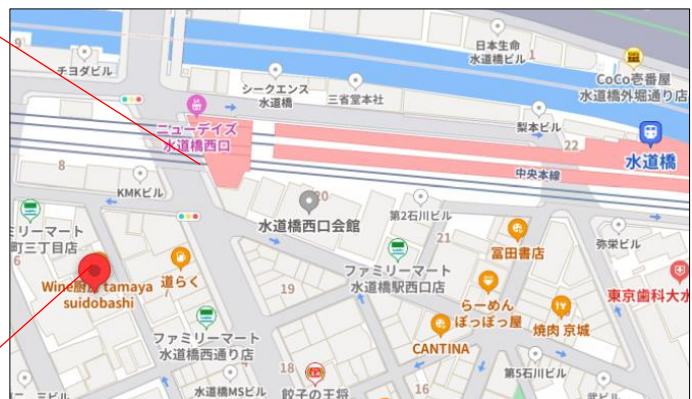 9
チヨダビル
日本生命
水道橋ビル
1
CoCo壱番屋
水道橋外堀通り店
シークエンス
水道橋
三省堂本社
ニューデイズ
水道橋西口
梨本ビル
22
水道橋
中央本線
8
KMKビル
20
水道橋西口会館
第2石川ビル
ミリーマート
町三丁目店
21
冨田書店
弥栄ビル
6
Wine厨房 tamaya
suidobashi
道らく
7
ファミリーマート
水道橋駅西口店
19
東京歯科大水
らーめん
ぽっぽっ屋
焼肉 京城
ファミリーマート
水道橋西通り店
CANTINA
18
第5石川ビル
水道橋MSビル
餃子の王将
16